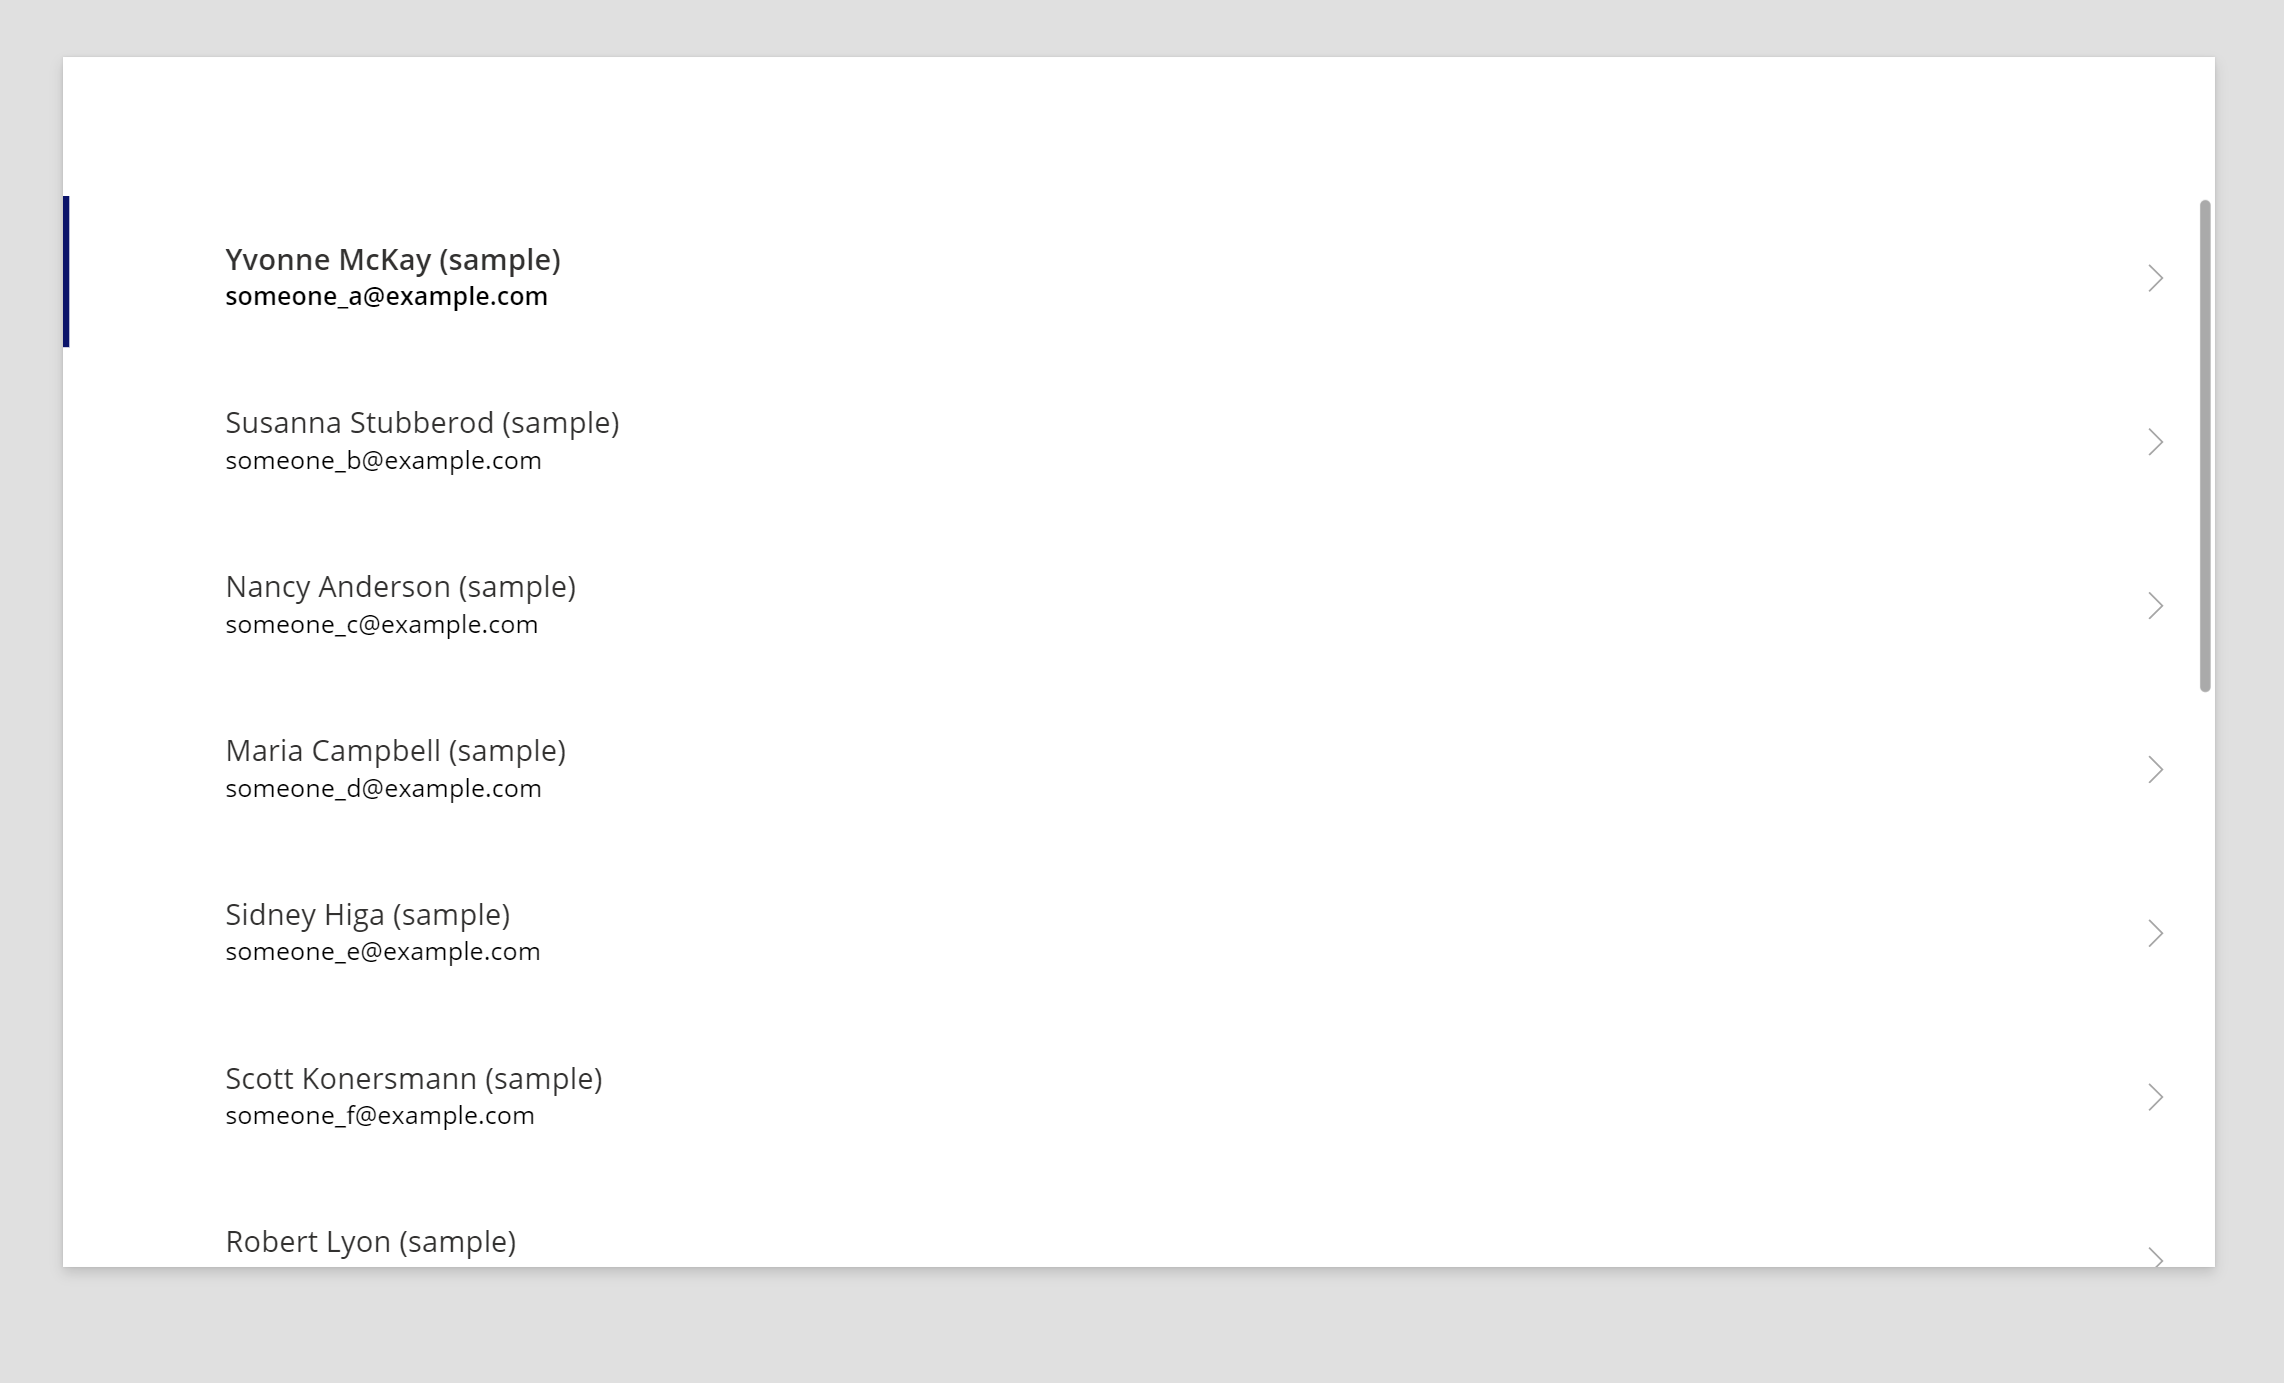 Yvonne McKay (sample)
someone_a@example.com
Susanna Stubberod (sample)
someone_b@example.com
Nancy Anderson (sample)
someone_c@example.com
Maria Campbell (sample)
someone_d@example.com
Sidney Higa (sample)
someone_e@example.com
Scott Konersmann (sample)
someone_f@example.com
Robert Lyon (sample)